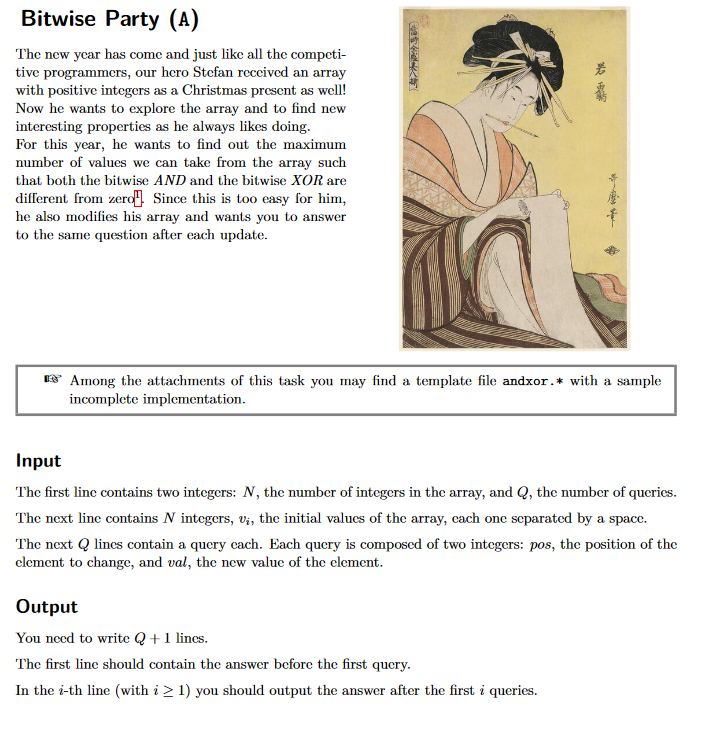 Bitwise Party (A)
The new year has come and just like all the competi-
tive programmers, our hero Stefan received an array
with positive integers as a Christmas present as well!
Now he wants to explore the array and to find new
interesting properties as he always likes doing.
For this year, he wants to find out the maximum
number of values we can take from the array such
that both the bitwise AND and the bitwise XOR are
different from zero1. Since this is too easy for him,
he also modifies his array and wants you to answer
to the same question after each update.
若鶴
哥麿筆
☞ Among the attachments of this task you may find a template file andxor.* with a sample
incomplete implementation.
Input
The first line contains two integers: N, the number of integers in the array, and Q, the number of queries.
The next line contains N integers, vi, the initial values of the array, each one separated by a space.
The next Q lines contain a query each. Each query is composed of two integers: pos, the position of the
element to change, and val, the new value of the element.
Output
You need to write Q + 1 lines.
The first line should contain the answer before the first query.
In the i-th line (with i ≥ 1) you should output the answer after the first i queries.